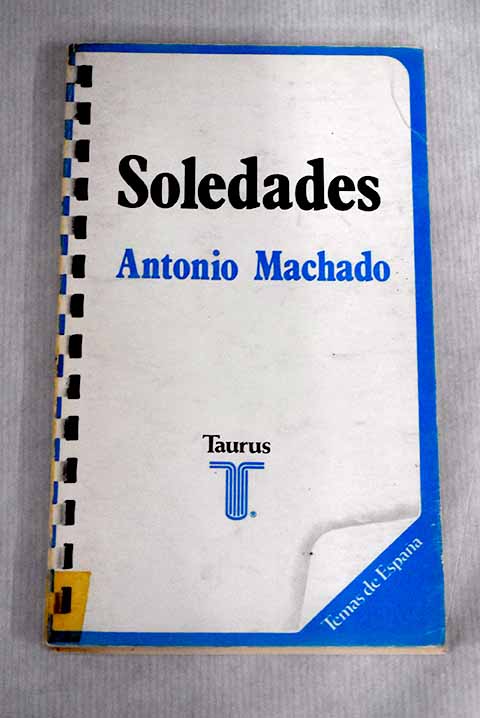 Soledades
Antonio Machado
Taurus
®
Temas de España